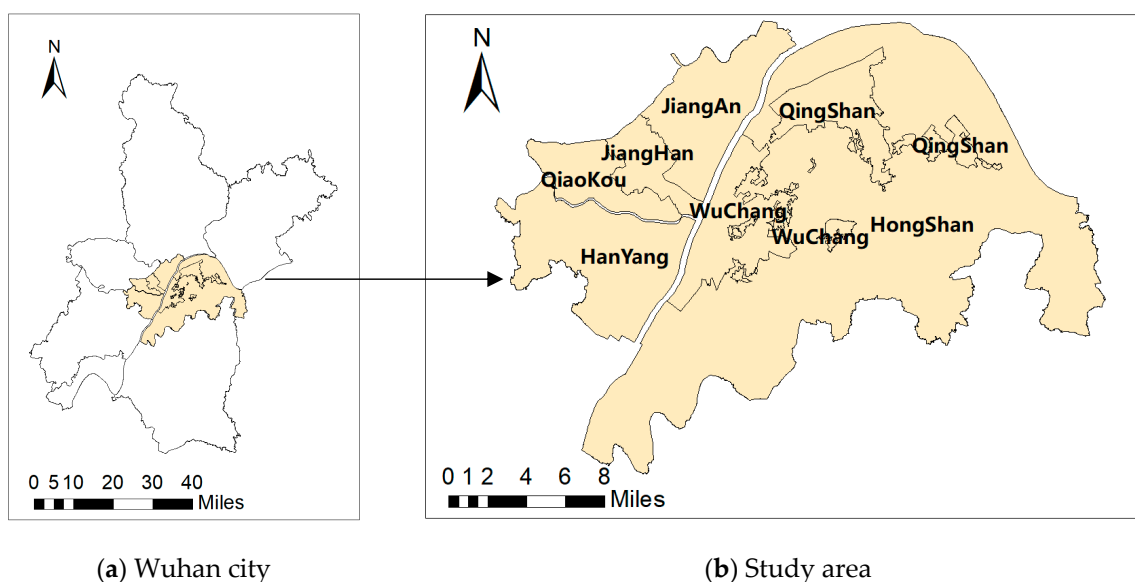 N
0 5 10 20 30 40
Miles
N
JiangAn
QingShan
JiangHan
QingShan
QiaoKou
WuChang
HongShan
WuChang
HanYang
0 1 2 4 6 8
Miles
(a) Wuhan city
(b) Study area